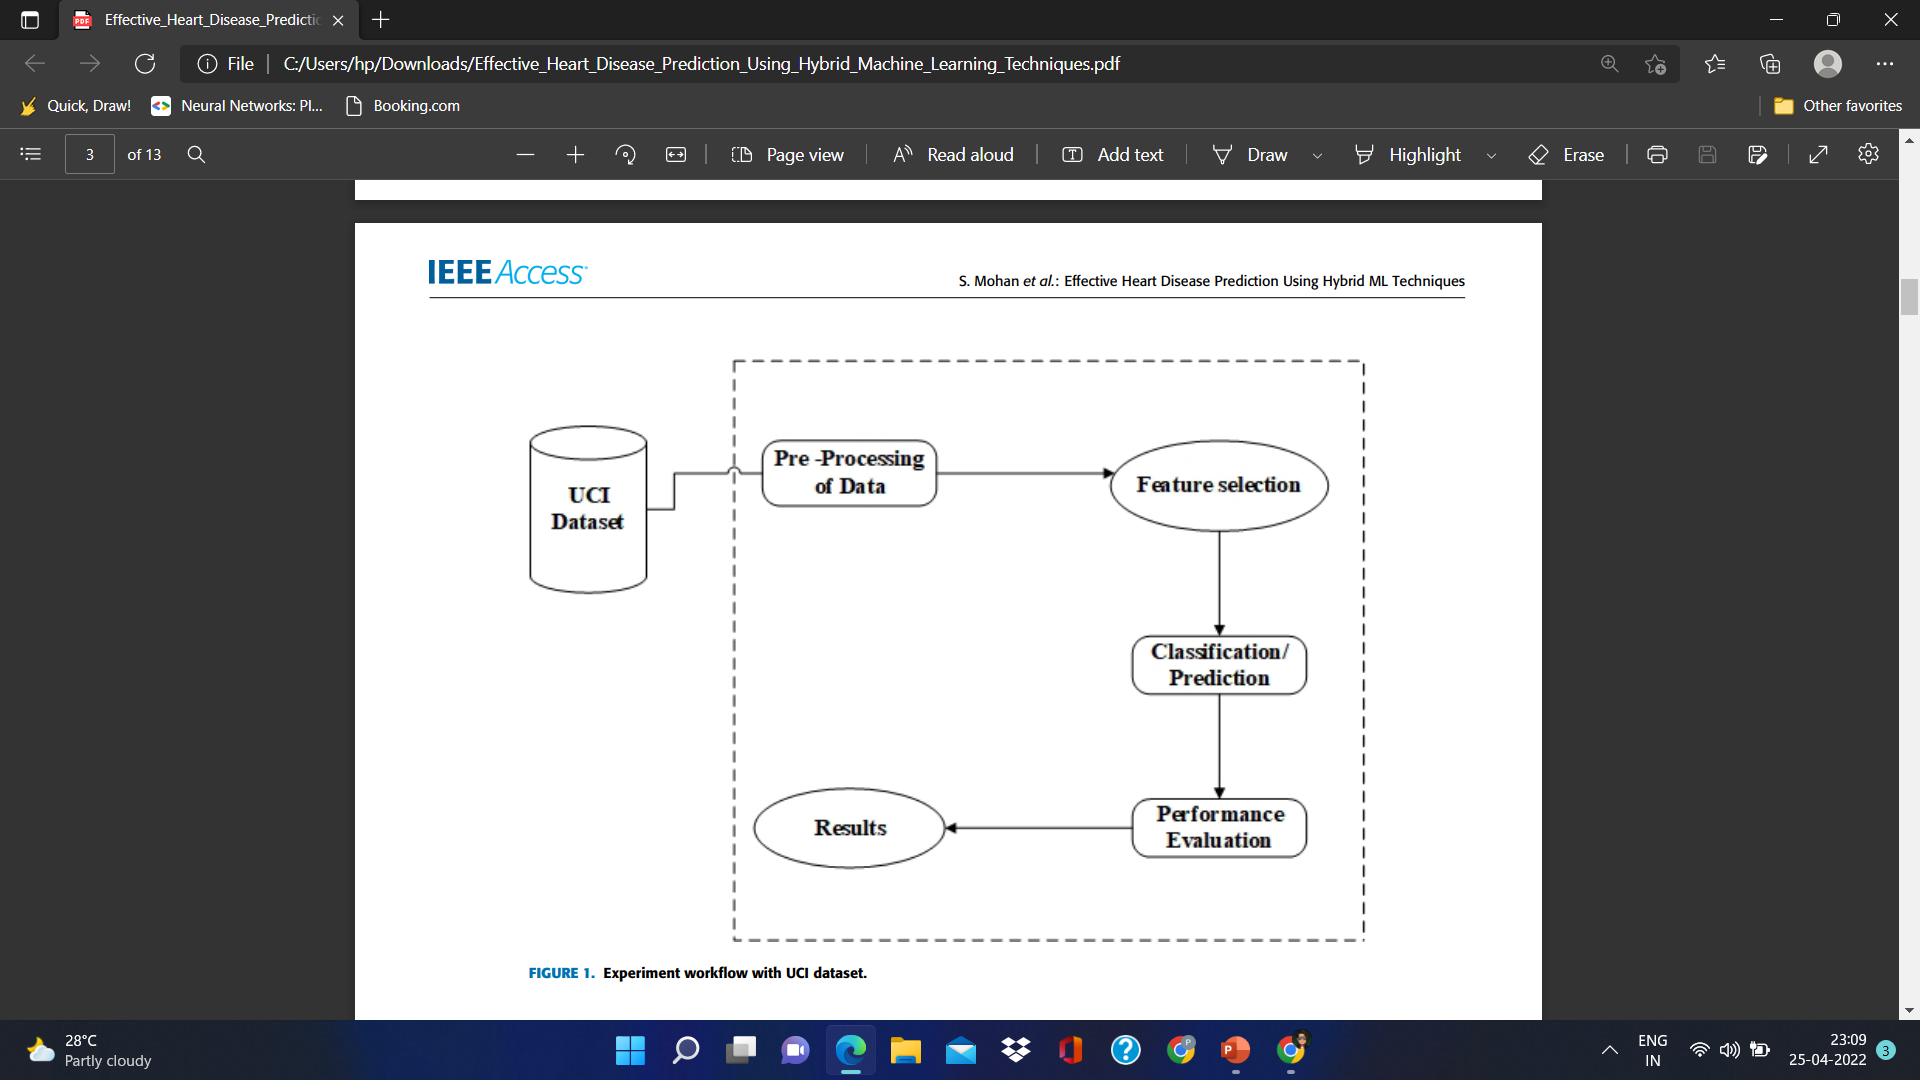 Effective_Heart_Disease_Predictic
File
C:/Users/hp/Downloads/Effective_Heart_Disease_Prediction_Using_Hybrid_Machine_Learning_Techniques.pdf
Quick, Draw!
Neural Networks: Pl...
Booking.com
Other favorites
3
of 13
Page view
Read aloud
Add text
Draw
Highlight
Erase
IEEE Access
S. Mohan et al.: Effective Heart Disease Prediction Using Hybrid ML Techniques
UCI
Dataset
Pre -Processing
of Data
Feature selection
Classification/
Prediction
Performance
Evaluation
Results
FIGURE 1. Experiment workflow with UCI dataset.
28°C
Partly cloudy
ENG
IN
23:09
25-04-2022
3